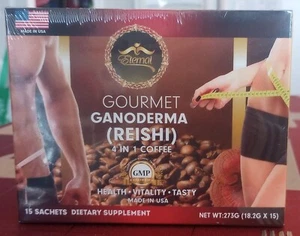 MADE IN USA
Eternal
GOURMET
GANODERMA
(REISHI)
4 IN 1 COFFEE
GMP
HEALTH • VITALITY • TASTY
MADE IN USA
15 SACHETS DIETARY SUPPLEMENT
NET WT:273G (18.2G X 15)